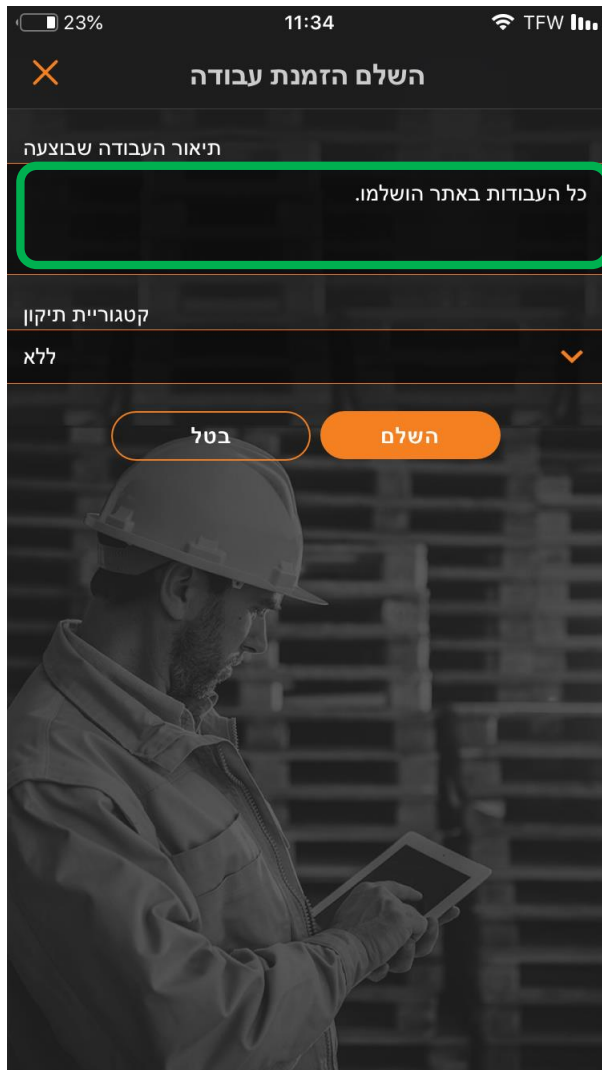 23% 11:34 TFW
השלם הזמנת עבודה
תיאור העבודה שבוצעה
כל העבודות באתר הושלמו.
קטגוריית תיקון
ללא
השלם בטל